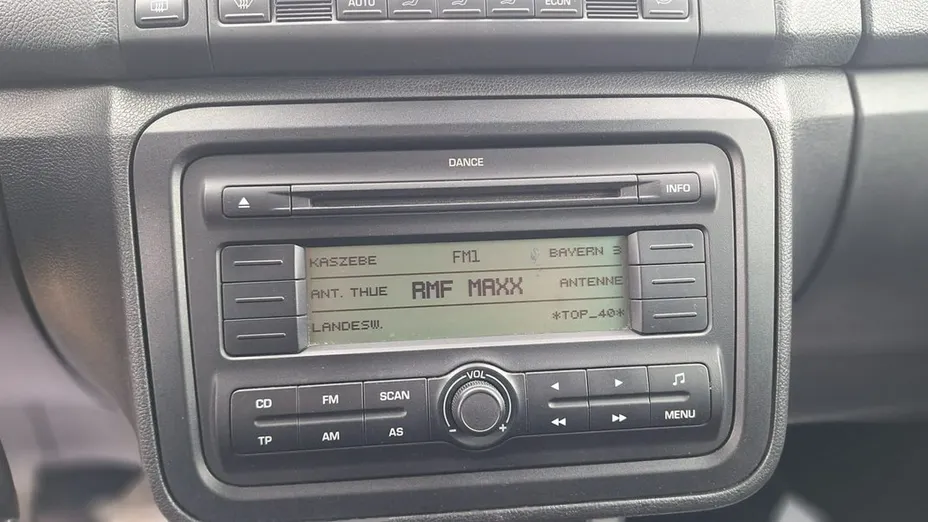 AUTO ECON
DANCE
INFO
KASZEBE FM1 BAYERN 3
ANT. THUE RMF MAXX ANTENNE
LANDESW. *TOP_40*
VOL
CD FM SCAN
TP AM AS
MENU